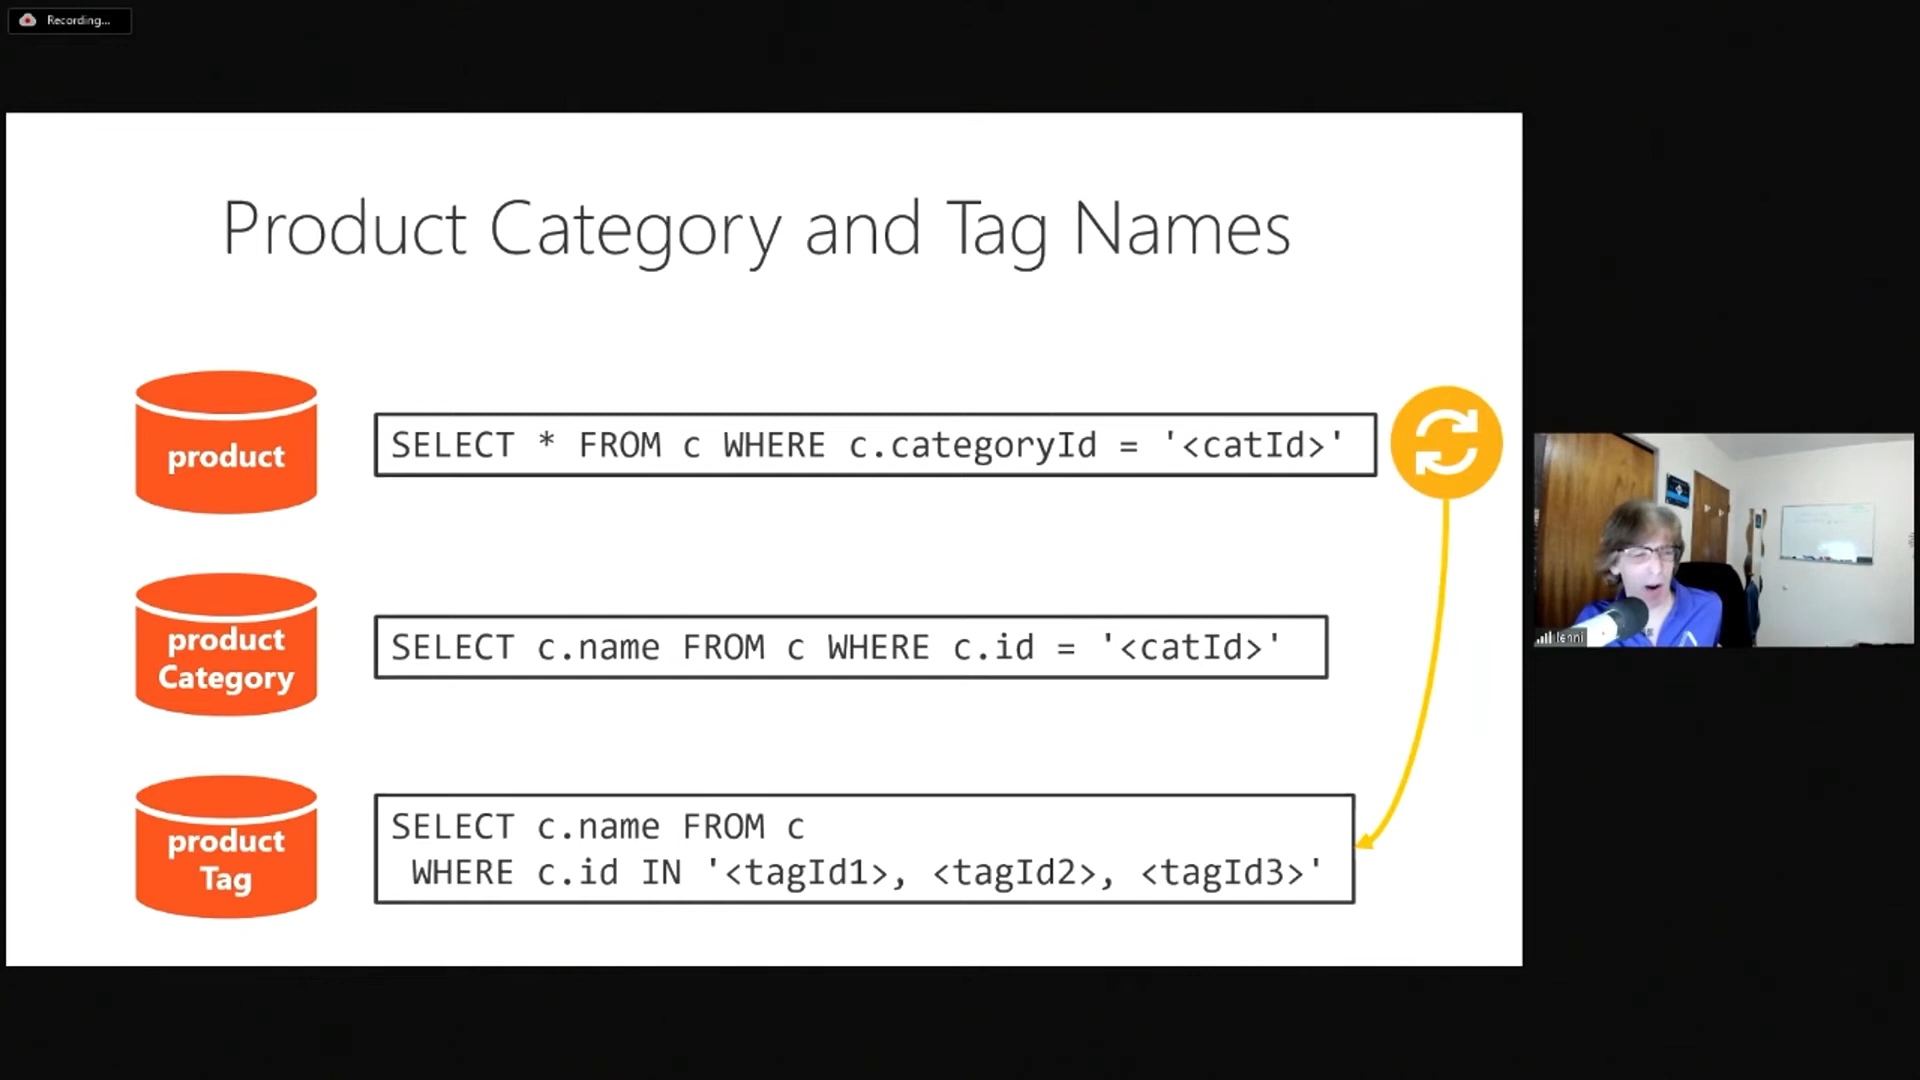 Recording...
Product Category and Tag Names
product
SELECT * FROM c WHERE c.categoryId = '<catId>'
product
Category
SELECT c.name FROM c WHERE c.id = '<catId>'
product
Tag
SELECT c.name FROM c
WHERE c.id IN '<tagId1>, <tagId2>, <tagId3>'
lenni